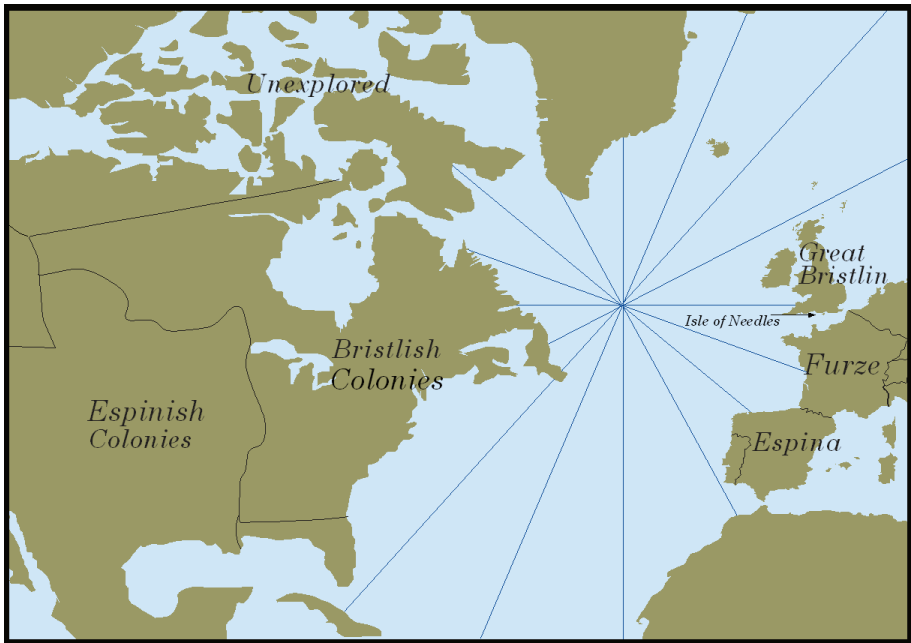 Unexplored
Great
Bristlin
Isle of Needles
Bristlish
Colonies
Furze
Espinish
Colonies
Espina